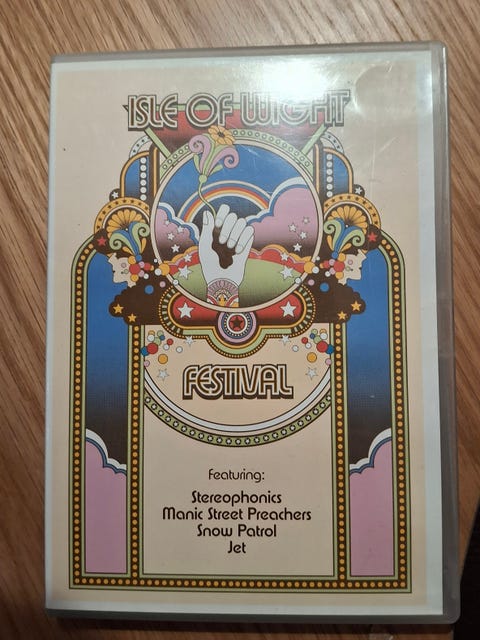 ISLE OF WIGHT
FESTIVAL
Featuring:
Stereophonics
Manic Street Preachers
Snow Patrol
Jet